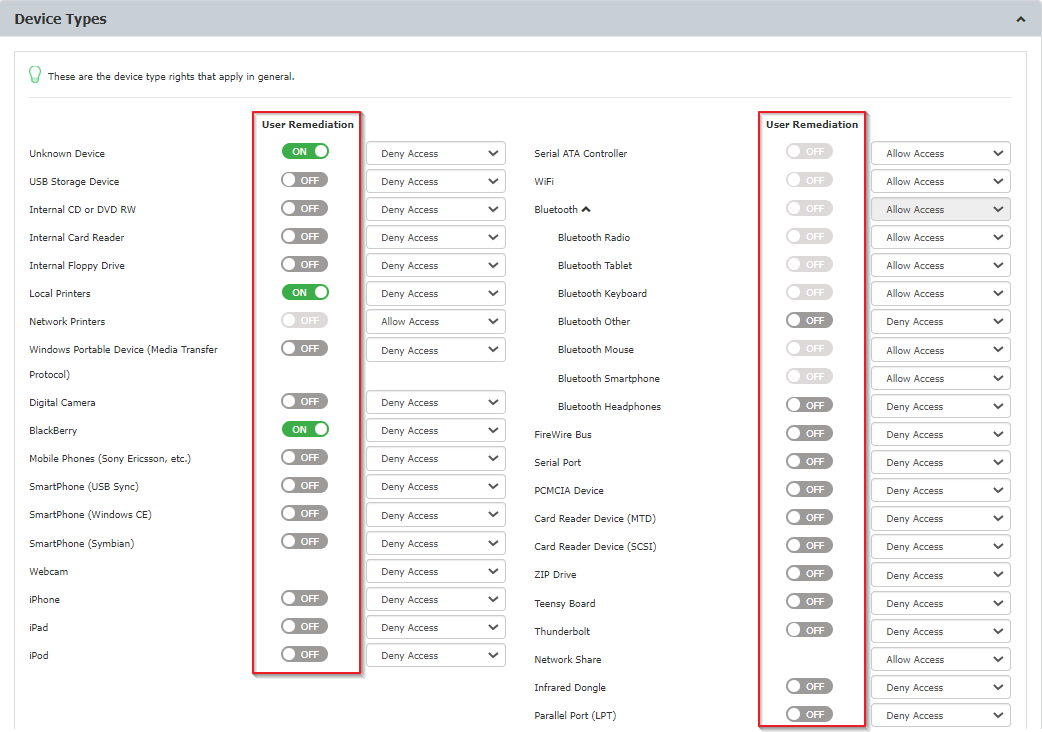 Device Types
These are the device type rights that apply in general.
User Remediation
Unknown Device ON Deny Access
USB Storage Device OFF Deny Access
Internal CD or DVD RW OFF Deny Access
Internal Card Reader OFF Deny Access
Internal Floppy Drive OFF Deny Access
Local Printers ON Deny Access
Network Printers OFF Allow Access
Windows Portable Device (Media Transfer OFF Deny Access
Protocol)
Digital Camera OFF Deny Access
BlackBerry ON Deny Access
Mobile Phones (Sony Ericsson, etc.) OFF Deny Access
SmartPhone (USB Sync) OFF Deny Access
SmartPhone (Windows CE) OFF Deny Access
SmartPhone (Symbian) OFF Deny Access
Webcam Deny Access
iPhone OFF Deny Access
iPad OFF Deny Access
iPod OFF Deny Access
User Remediation
Serial ATA Controller OFF Allow Access
WiFi OFF Allow Access
Bluetooth OFF Allow Access
Bluetooth Radio OFF Allow Access
Bluetooth Tablet OFF Allow Access
Bluetooth Keyboard OFF Allow Access
Bluetooth Other OFF Deny Access
Bluetooth Mouse OFF Allow Access
Bluetooth Smartphone OFF Allow Access
Bluetooth Headphones OFF Deny Access
FireWire Bus OFF Deny Access
Serial Port OFF Deny Access
PCMCIA Device OFF Deny Access
Card Reader Device (MTD) OFF Deny Access
Card Reader Device (SCSI) OFF Deny Access
ZIP Drive OFF Deny Access
Teensy Board OFF Deny Access
Thunderbolt OFF Deny Access
Network Share Allow Access
Infrared Dongle OFF Deny Access
Parallel Port (LPT) OFF Deny Access